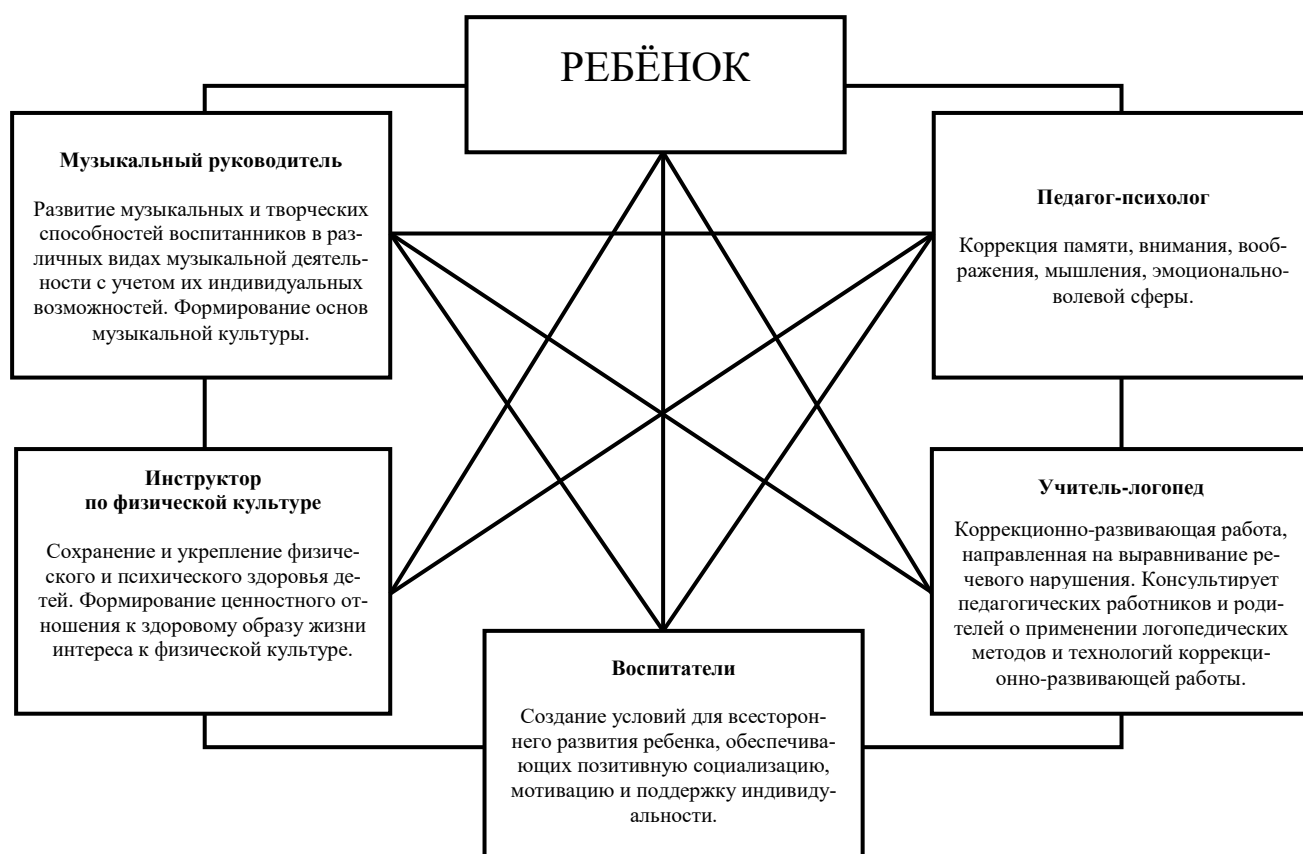 РЕБЁНОК
Музыкальный руководитель
Развитие музыкальных и творческих
способностей воспитанников в раз-
личных видах музыкальной деятель-
ности с учетом их индивидуальных
возможностей. Формирование основ
музыкальной культуры.
Педагог-психолог
Коррекция памяти, внимания, вооб-
ражения, мышления, эмоционально-
волевой сферы.
Инструктор
по физической культуре
Сохранение и укрепление физиче-
ского и психического здоровья де-
тей. Формирование ценностного от-
ношения к здоровому образу жизни
интереса к физической культуре.
Учитель-логопед
Коррекционно-развивающая работа,
направленная на выравнивание ре-
чевого нарушения. Консультирует
педагогических работников и роди-
телей о применении логопедических
методов и технологий коррекци-
онно-развивающей работы.
Воспитатели
Создание условий для всесторон-
него развития ребенка, обеспечива-
ющих позитивную социализацию,
мотивацию и поддержку индивиду-
альности.